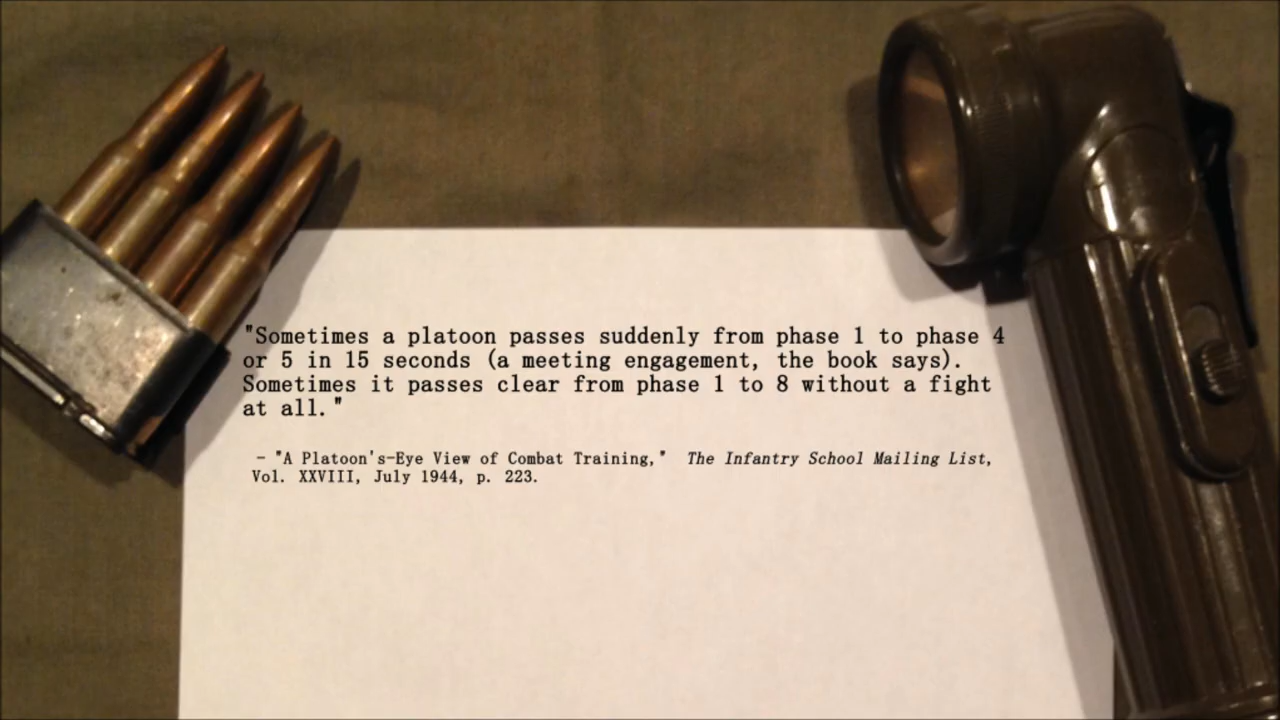 "Sometimes a platoon passes suddenly from phase 1 to phase 4
or 5 in 15 seconds (a meeting engagement, the book says).
Sometimes it passes clear from phase 1 to 8 without a fight
at all."
- "A Platoon's-Eye View of Combat Training," The Infantry School Mailing List,
Vol. XXVIII, July 1944, p. 223.